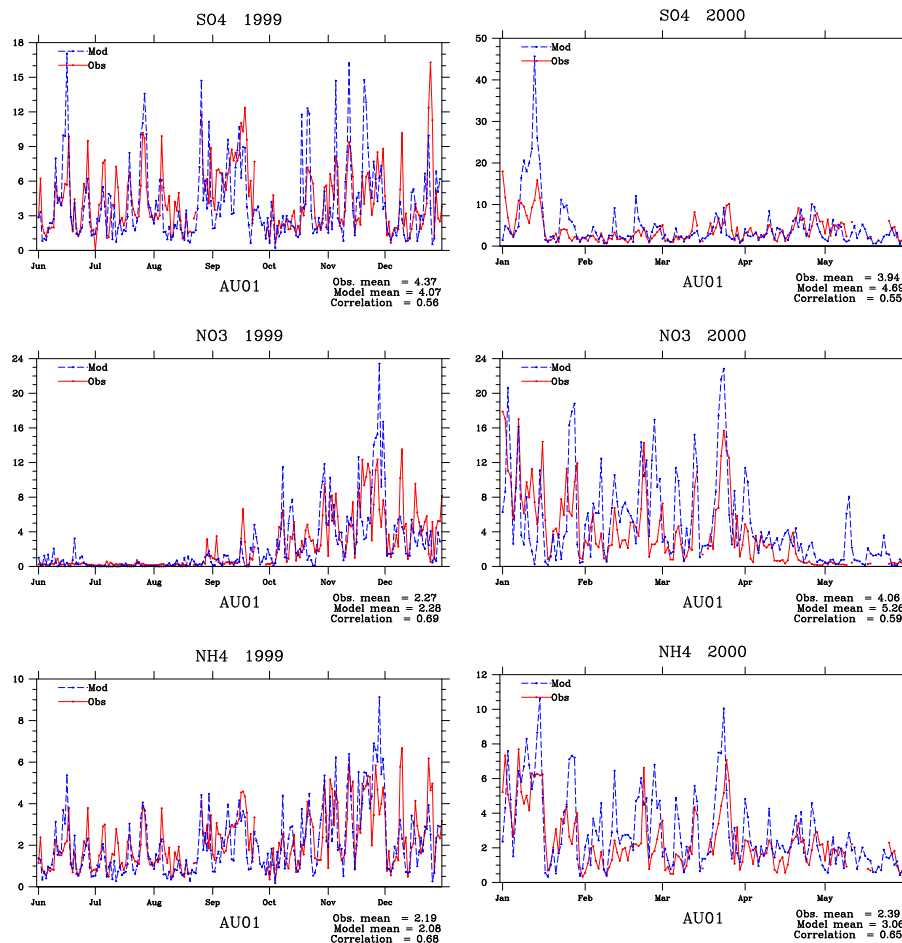 SO4 1999
18
15
12
9
6
3
0
Mod
Obs
Jun Jul Aug Sep Oct Nov Dec
AU01
Obs. mean = 4.37
Model mean = 4.07
Correlation = 0.56
SO4 2000
50
40
30
20
10
0
Mod
Obs
Jan Feb Mar Apr May
AU01
Obs. mean = 3.94
Model mean = 4.69
Correlation = 0.55
NO3 1999
24
20
16
12
8
4
0
Mod
Obs
Jun Jul Aug Sep Oct Nov Dec
AU01
Obs. mean = 2.27
Model mean = 2.28
Correlation = 0.69
NO3 2000
24
20
16
12
8
4
0
Mod
Obs
Jan Feb Mar Apr May
AU01
Obs. mean = 4.06
Model mean = 5.26
Correlation = 0.59
NH4 1999
10
8
6
4
2
0
Mod
Obs
Jun Jul Aug Sep Oct Nov Dec
AU01
Obs. mean = 2.19
Model mean = 2.08
Correlation = 0.68
NH4 2000
12
10
8
6
4
2
0
Mod
Obs
Jan Feb Mar Apr May
AU01
Obs. mean = 2.39
Model mean = 3.06
Correlation = 0.65